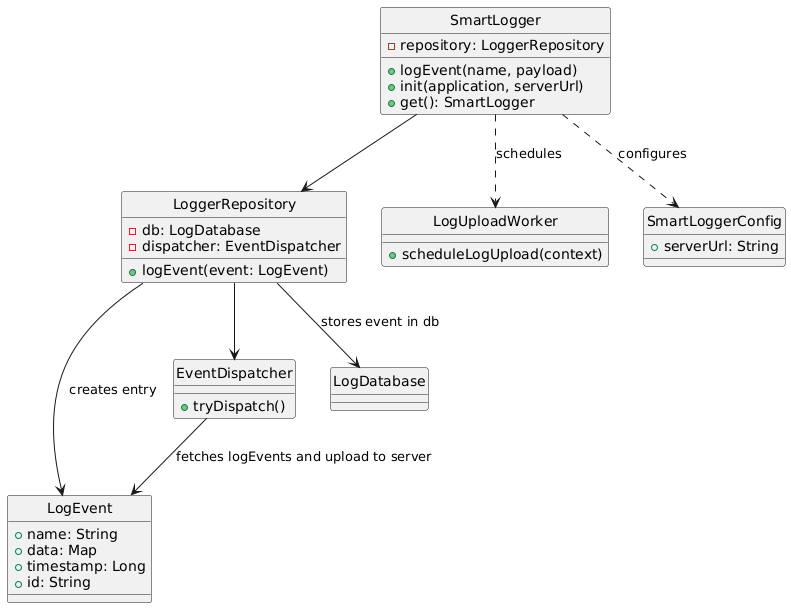 SmartLogger
repository: LoggerRepository
logEvent(name, payload)
init(application, serverUrl)
get(): SmartLogger
schedules
configures
LoggerRepository
db: LogDatabase
dispatcher: EventDispatcher
logEvent(event: LogEvent)
LogUploadWorker
scheduleLogUpload(context)
SmartLoggerConfig
serverUrl: String
stores event in db
creates entry
EventDispatcher
tryDispatch()
LogDatabase
fetches logEvents and upload to server
LogEvent
name: String
data: Map
timestamp: Long
id: String